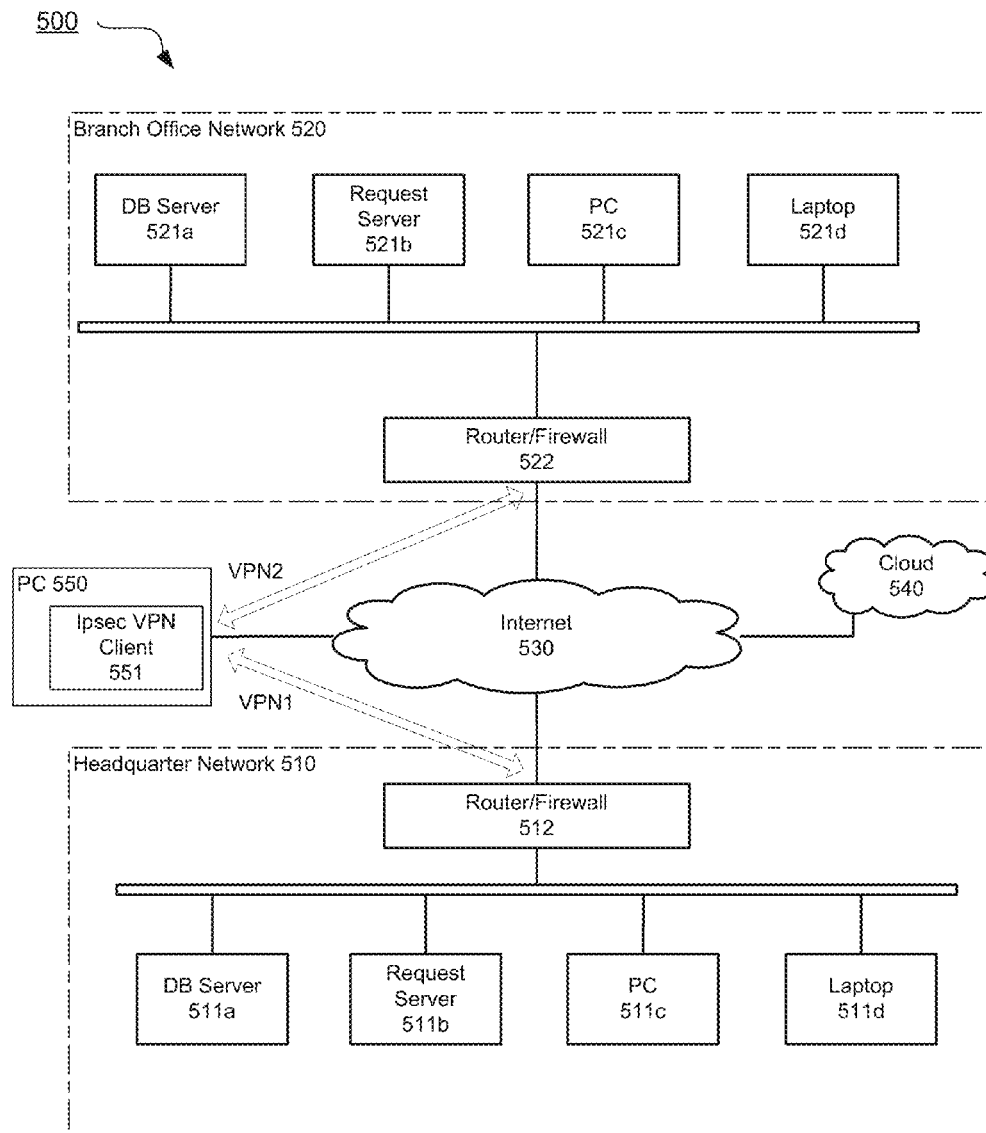 500
Branch Office Network 520
DB Server
521a
Request
Server
521b
PC
521c
Laptop
521d
Router/Firewall
522
VPN2
PC 550
Ipsec VPN
Client
551
Internet
530
Cloud
540
VPN1
Headquarter Network 510
Router/Firewall
512
DB Server
511a
Request
Server
511b
PC
511c
Laptop
511d